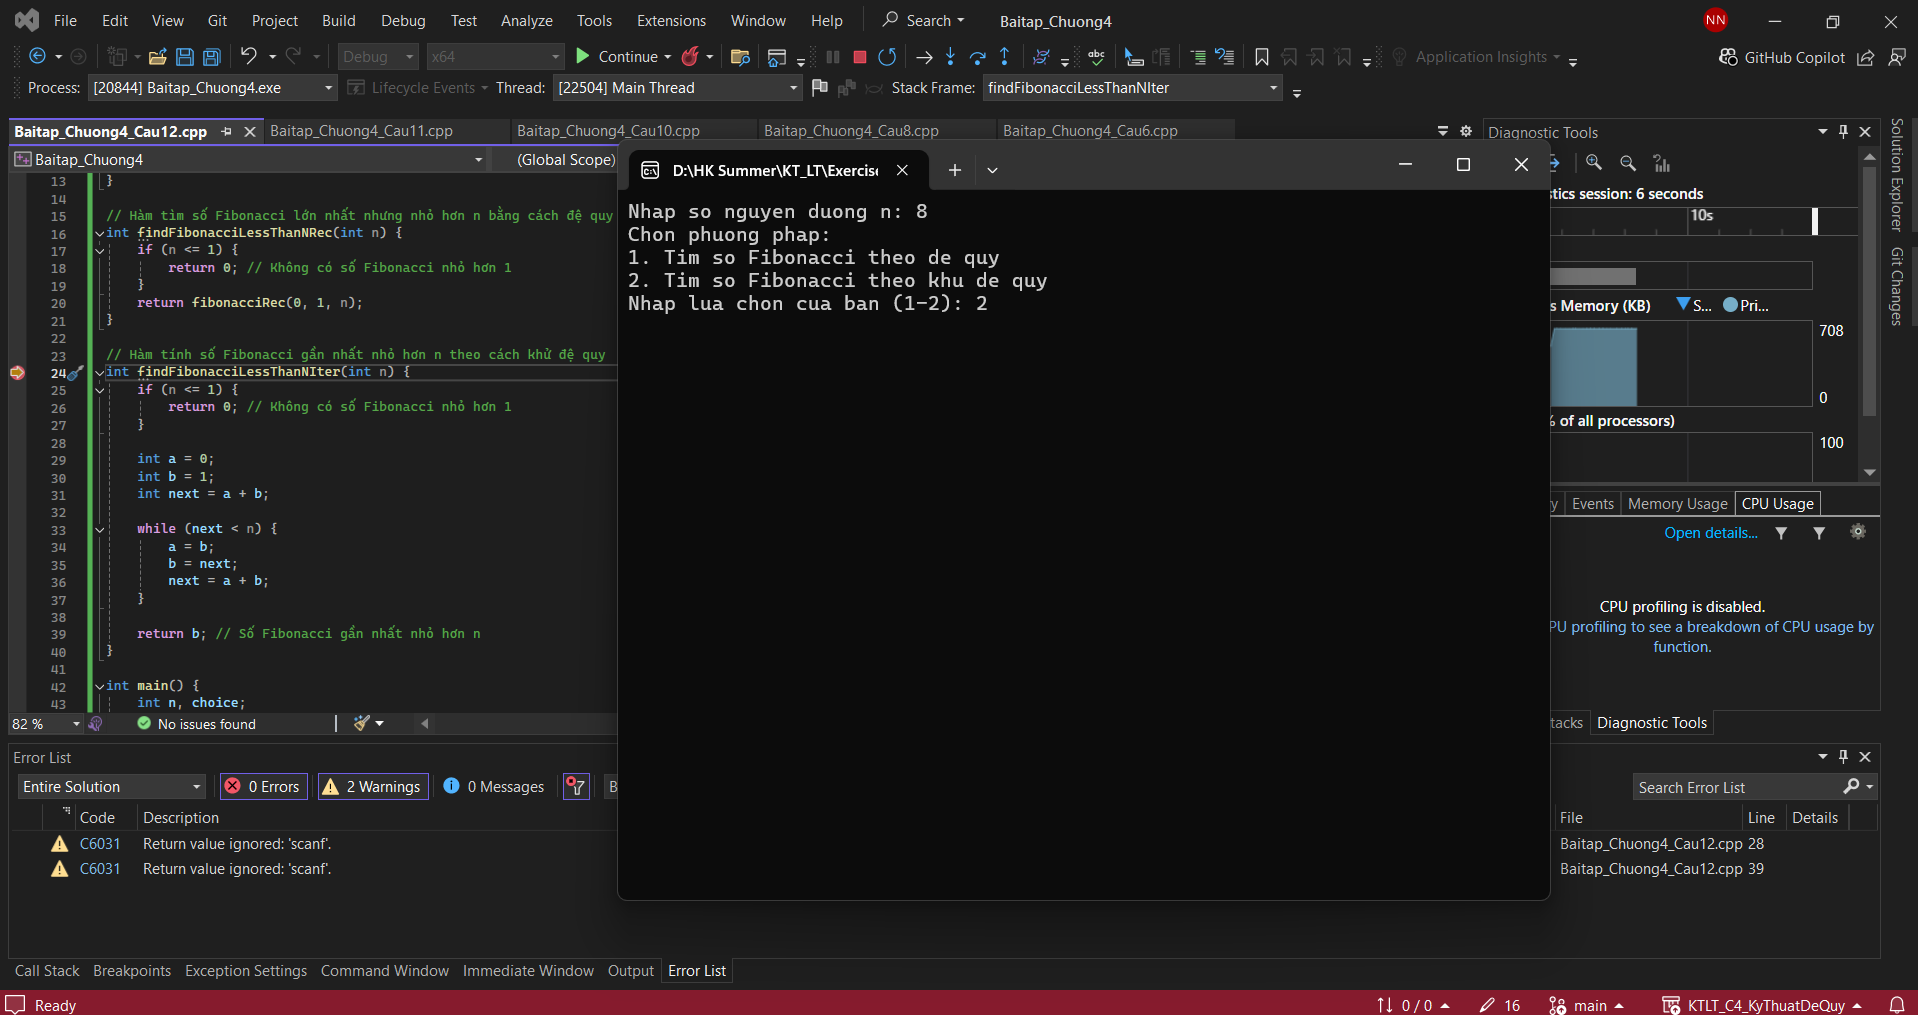 File Edit View Git Project Build Debug Test Analyze Tools Extensions Window Help Search Baitap_Chuong4 NN
Debug x64 Continue Application Insights GitHub Copilot
Process: [20844] Baitap_Chuong4.exe Lifecycle Events Thread: [22504] Main Thread Stack Frame: findFibonacciLessThanNIter
Baitap_Chuong4_Cau12.cpp Baitap_Chuong4_Cau11.cpp Baitap_Chuong4_Cau10.cpp Baitap_Chuong4_Cau8.cpp Baitap_Chuong4_Cau6.cpp
Baitap_Chuong4 (Global Scope)
13 }
14
15 // Hàm tìm số Fibonacci lớn nhất nhưng nhỏ hơn n bằng cách đệ quy
16 int findFibonacciLessThanNRec(int n) {
17 if (n <= 1) {
18 return 0; // Không có số Fibonacci nhỏ hơn 1
19 }
20 return fibonacciRec(0, 1, n);
21 }
22
23 // Hàm tính số Fibonacci gần nhất nhỏ hơn n theo cách khử đệ quy
24 int findFibonacciLessThanNIter(int n) {
25 if (n <= 1) {
26 return 0; // Không có số Fibonacci nhỏ hơn 1
27 }
28
29 int a = 0;
30 int b = 1;
31 int next = a + b;
32
33 while (next < n) {
34 a = b;
35 b = next;
36 next = a + b;
37 }
38
39 return b; // Số Fibonacci gần nhất nhỏ hơn n
40 }
41
42 int main() {
43 int n, choice;
82 % No issues found
D:\HK Summer\KT_LT\Exercis
Nhap so nguyen duong n: 8
Chon phuong phap:
1. Tim so Fibonacci theo de quy
2. Tim so Fibonacci theo khu de quy
Nhap lua chon cua ban (1-2): 2
Diagnostic Tools
stics session: 6 seconds
10s
s Memory (KB) S... Pri...
708
0
% of all processors)
100
Events Memory Usage CPU Usage
Open details...
CPU profiling is disabled.
PU profiling to see a breakdown of CPU usage by
function.
tacks Diagnostic Tools
Solution Explorer
Git Changes
Error List
Entire Solution 0 Errors 2 Warnings 0 Messages B Search Error List
Code Description File Line Details
C6031 Return value ignored: 'scanf'. Baitap_Chuong4_Cau12.cpp 28
C6031 Return value ignored: 'scanf'. Baitap_Chuong4_Cau12.cpp 39
Call Stack Breakpoints Exception Settings Command Window Immediate Window Output Error List
Ready 0 / 0 16 main KTLT_C4_KyThuatDeQuy